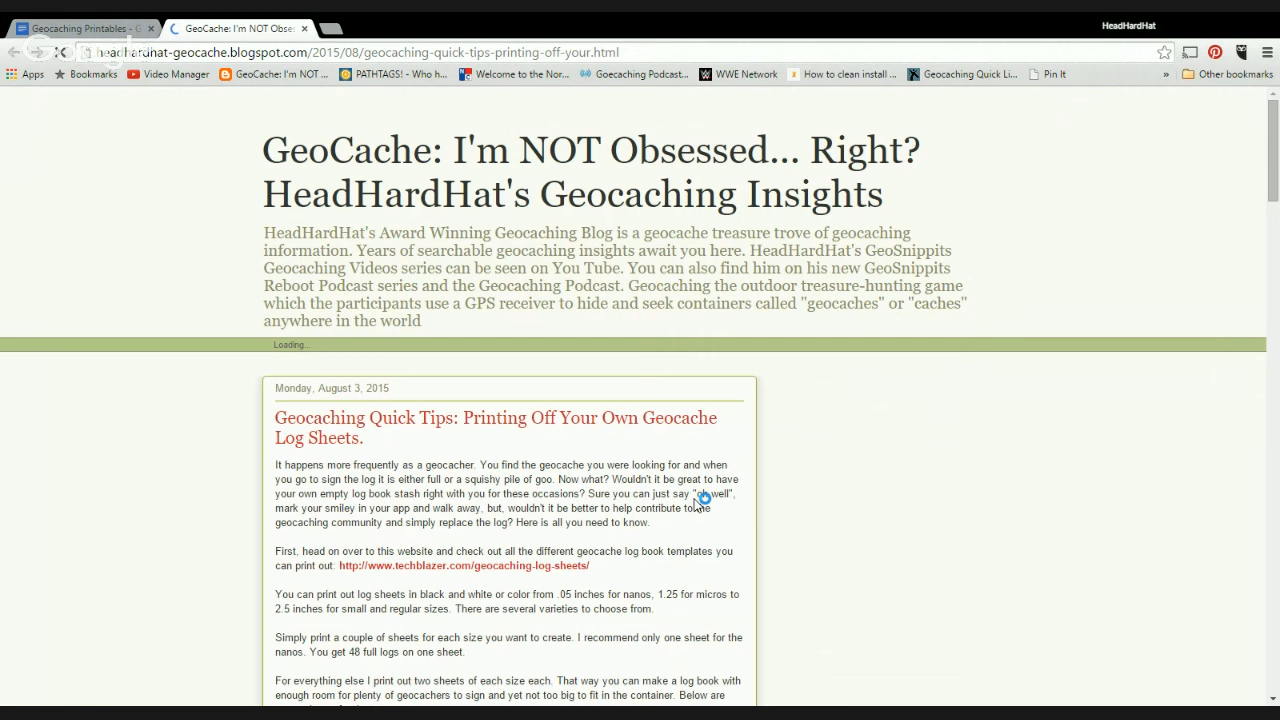 HeadHardHat
Geocaching Printables - G
GeoCache: I'm NOT Obse:
headhardhat-geocache.blogspot.com/2015/08/geocaching-quick-tips-printing-off-your.html
Apps Bookmarks Video Manager GeoCache: I'm NOT ... PATHTAGS! - Who h... Welcome to the Nor... Goecaching Podcast... WWE Network How to clean install ... Geocaching Quick Li... Pin It » Other bookmarks
GeoCache: I'm NOT Obsessed... Right?
HeadHardHat's Geocaching Insights
HeadHardHat's Award Winning Geocaching Blog is a geocache treasure trove of geocaching
information. Years of searchable geocaching insights await you here. HeadHardHat's GeoSnippits
Geocaching Videos series can be seen on You Tube. You can also find him on his new GeoSnippits
Reboot Podcast series and the Geocaching Podcast. Geocaching the outdoor treasure-hunting game
which the participants use a GPS receiver to hide and seek containers called "geocaches" or "caches"
anywhere in the world
Loading...
Monday, August 3, 2015
Geocaching Quick Tips: Printing Off Your Own Geocache
Log Sheets.
It happens more frequently as a geocacher. You find the geocache you were looking for and when
you go to sign the log it is either full or a squishy pile of goo. Now what? Wouldn't it be great to have
your own empty log book stash right with you for these occasions? Sure you can just say "oh well",
mark your smiley in your app and walk away, but, wouldn't it be better to help contribute to the
geocaching community and simply replace the log? Here is all you need to know.
First, head on over to this website and check out all the different geocache log book templates you
can print out: http://www.techblazer.com/geocaching-log-sheets/
You can print out log sheets in black and white or color from .05 inches for nanos, 1.25 for micros to
2.5 inches for small and regular sizes. There are several varieties to choose from.
Simply print a couple of sheets for each size you want to create. I recommend only one sheet for the
nanos. You get 48 full logs on one sheet.
For everything else I print out two sheets of each size each. That way you can make a log book with
enough room for plenty of geocachers to sign and yet not too big to fit in the container. Below are